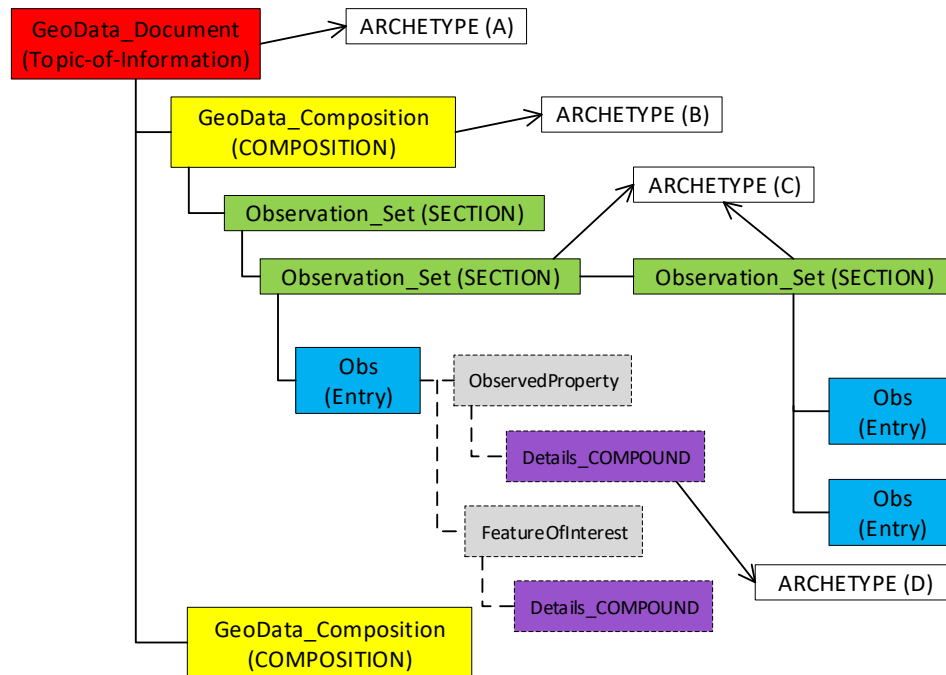 GeoData_Document
(Topic-of-Information)
ARCHETYPE (A)
GeoData_Composition
(COMPOSITION)
ARCHETYPE (B)
ARCHETYPE (C)
Observation_Set (SECTION)
Observation_Set (SECTION)
Observation_Set (SECTION)
Obs
(Entry)
ObservedProperty
Details_COMPOUND
Obs
(Entry)
FeatureOfInterest
Obs
(Entry)
ARCHETYPE (D)
Details_COMPOUND
GeoData_Composition
(COMPOSITION)